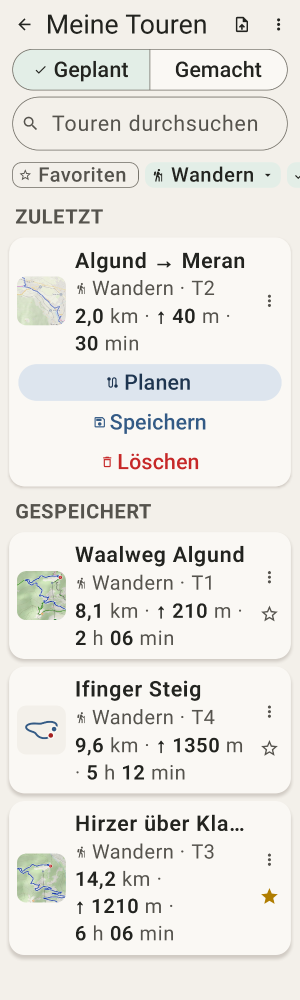 Meine Touren
Geplant
Gemacht
Touren durchsuchen
Favoriten
Wandern
ZULETZT
Algund → Meran
Wandern · T2
2,0 km · ↑ 40 m ·
30 min
Planen
Speichern
Löschen
GESPEICHERT
Waalweg Algund
Wandern · T1
8,1 km · ↑ 210 m ·
2 h 06 min
Ifinger Steig
Wandern · T4
9,6 km · ↑ 1350 m
· 5 h 12 min
Hirzer über Kla...
Wandern · T3
14,2 km ·
↑ 1210 m ·
6 h 06 min